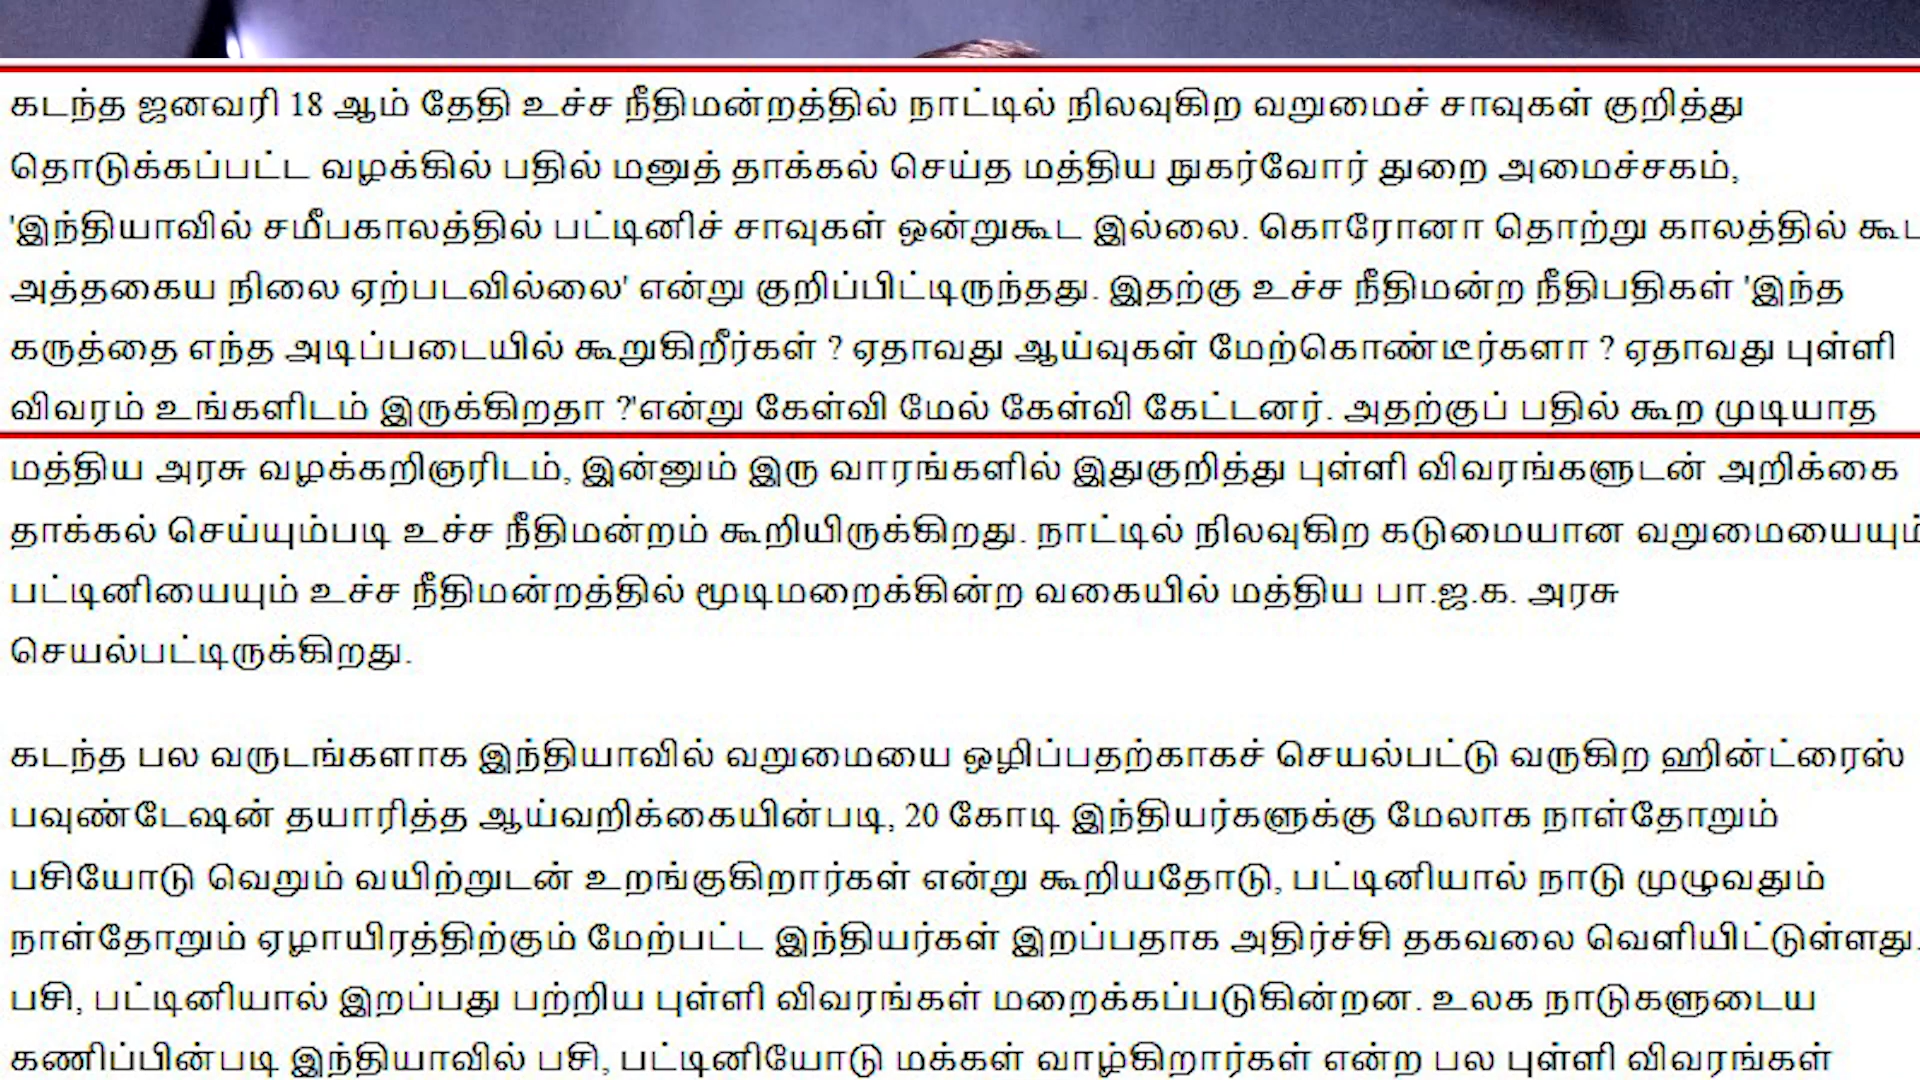 கடந்த ஜனவரி 18 ஆம் தேதி உச்ச நீதிமன்றத்தில் நாட்டில் நிலவுகிற வறுமைச் சாவுகள் குறித்து
தொடுக்கப்பட்ட வழக்கில் பதில் மனுத் தாக்கல் செய்த மத்திய நுகர்வோர் துறை அமைச்சகம்,
'இந்தியாவில் சமீபகாலத்தில் பட்டினிச் சாவுகள் ஒன்றுகூட இல்லை. கொரோனா தொற்று காலத்தில் கூட
அத்தகைய நிலை ஏற்படவில்லை' என்று குறிப்பிட்டிருந்தது. இதற்கு உச்ச நீதிமன்ற நீதிபதிகள் 'இந்த
கருத்தை எந்த அடிப்படையில் கூறுகிறீர்கள் ? ஏதாவது ஆய்வுகள் மேற்கொண்டீர்களா ? ஏதாவது புள்ளி
விவரம் உங்களிடம் இருக்கிறதா ?'என்று கேள்வி மேல் கேள்வி கேட்டனர். அதற்குப் பதில் கூற முடியாத
மத்திய அரசு வழக்கறிஞரிடம், இன்னும் இரு வாரங்களில் இதுகுறித்து புள்ளி விவரங்களுடன் அறிக்கை
தாக்கல் செய்யும்படி உச்ச நீதிமன்றம் கூறியிருக்கிறது. நாட்டில் நிலவுகிற கடுமையான வறுமையையும்
பட்டினியையும் உச்ச நீதிமன்றத்தில் மூடிமறைக்கின்ற வகையில் மத்திய பா.ஜ.க. அரசு
செயல்பட்டிருக்கிறது.
கடந்த பல வருடங்களாக இந்தியாவில் வறுமையை ஒழிப்பதற்காகச் செயல்பட்டு வருகிற ஹின்ட்ரைஸ்
பவுண்டேஷன் தயாரித்த ஆய்வறிக்கையின்படி, 20 கோடி இந்தியர்களுக்கு மேலாக நாள்தோறும்
பசியோடு வெறும் வயிற்றுடன் உறங்குகிறார்கள் என்று கூறியதோடு, பட்டினியால் நாடு முழுவதும்
நாள்தோறும் ஏழாயிரத்திற்கும் மேற்பட்ட இந்தியர்கள் இறப்பதாக அதிர்ச்சி தகவலை வெளியிட்டுள்ளது.
பசி, பட்டினியால் இறப்பது பற்றிய புள்ளி விவரங்கள் மறைக்கப்படுகின்றன. உலக நாடுகளுடைய
கணிப்பின்படி இந்தியாவில் பசி, பட்டினியோடு மக்கள் வாழ்கிறார்கள் என்ற பல புள்ளி விவரங்கள்